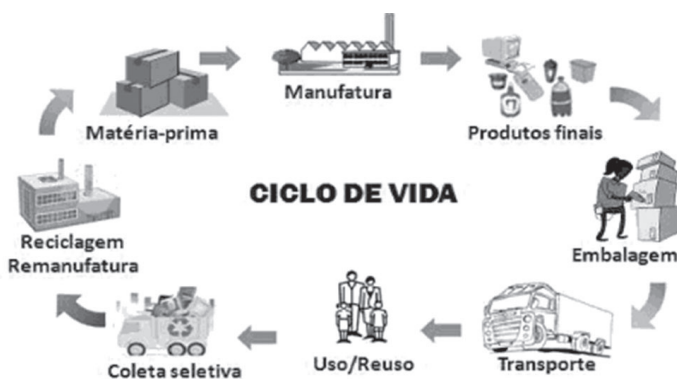 Matéria-prima
Manufatura
Produtos finais
CICLO DE VIDA
Embalagem
Transporte
Uso/Reuso
Coleta seletiva
Reciclagem
Remanufatura